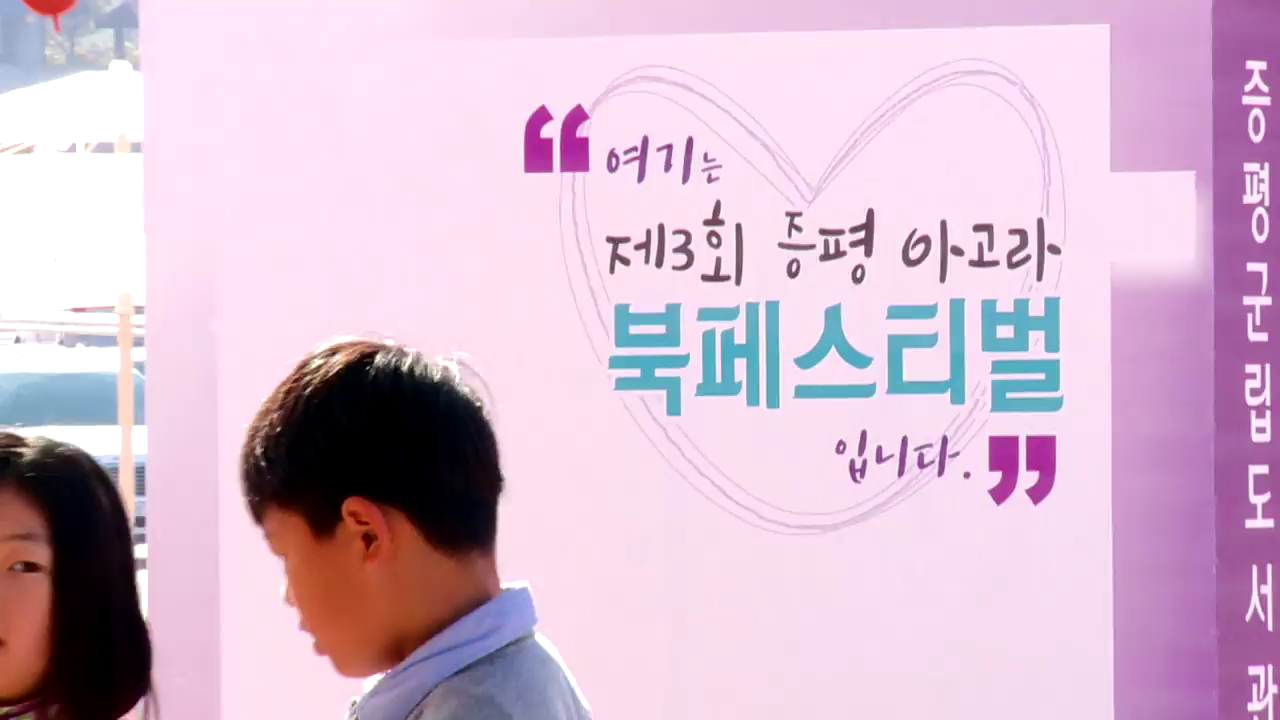 “여기는
제3회 증평 아고라
북페스티벌
입니다.”
증평군립도서관